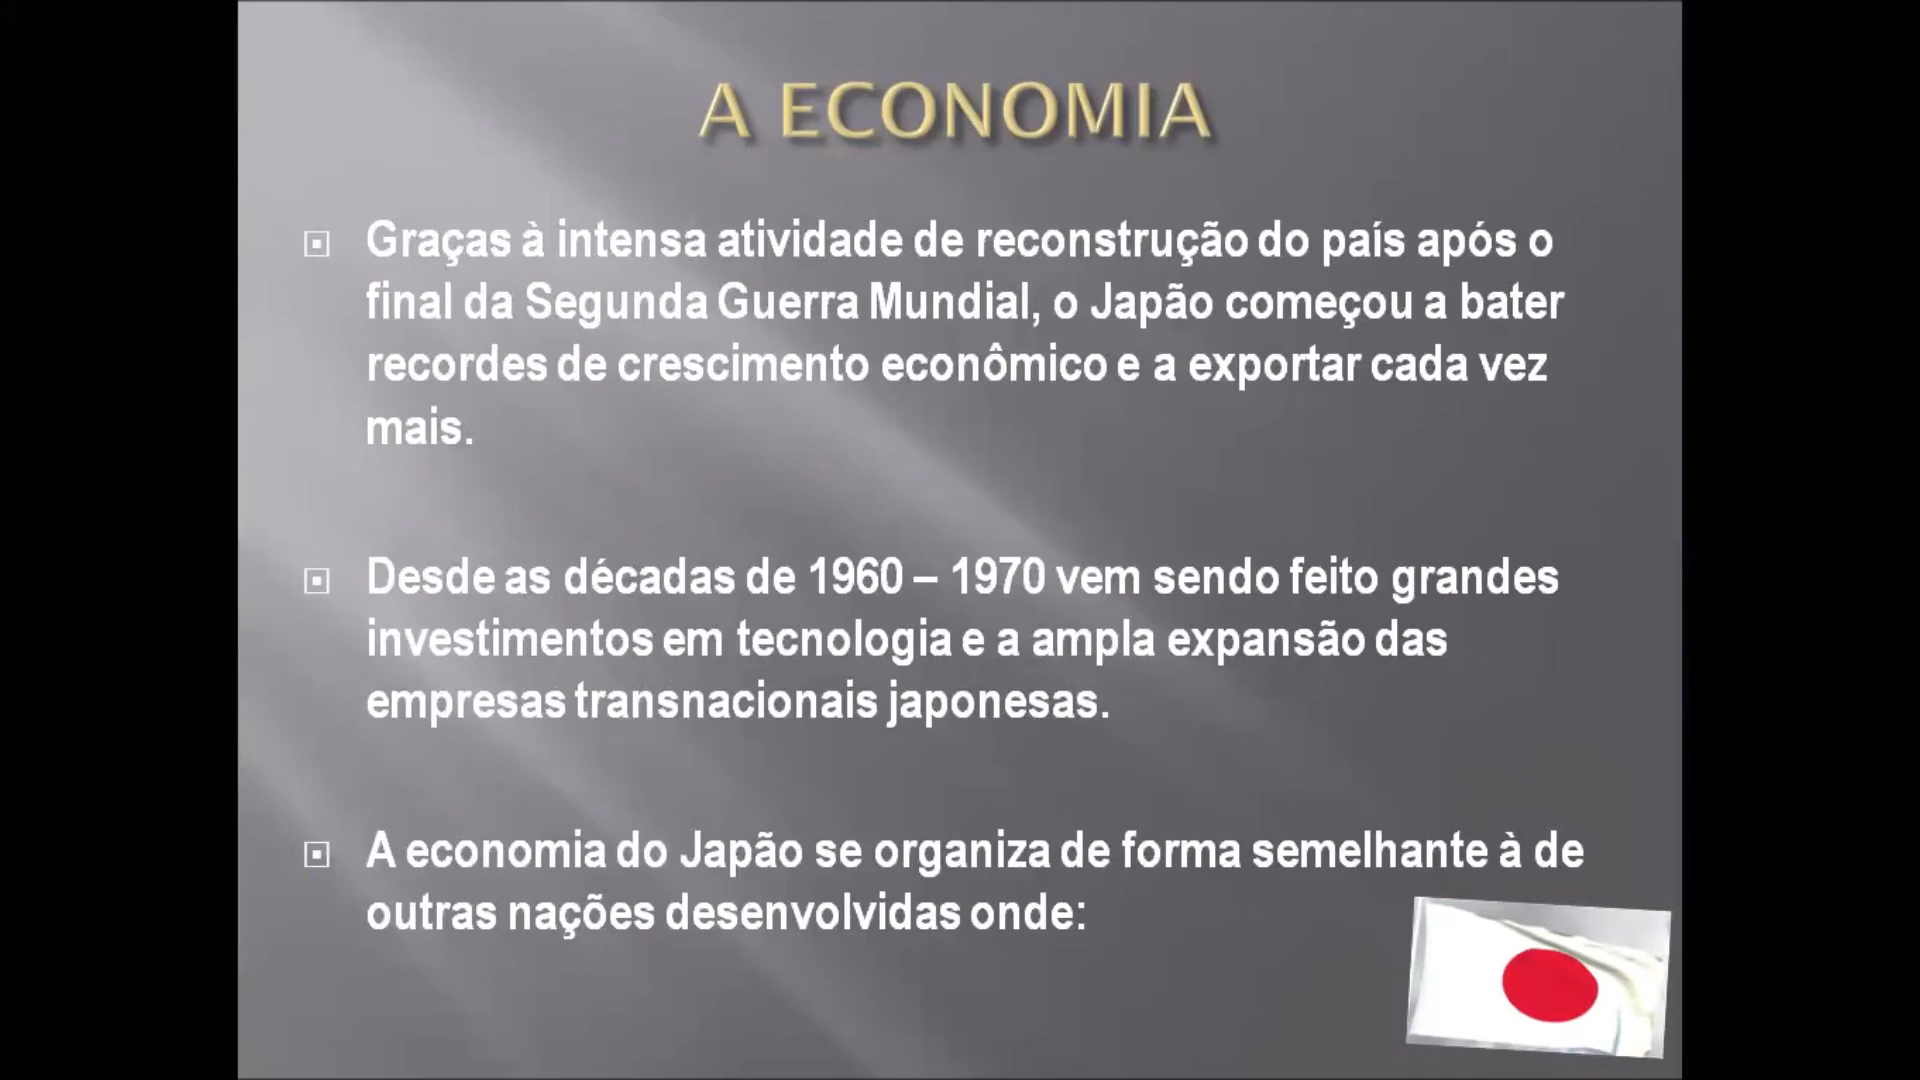 A ECONOMIA
Graças à intensa atividade de reconstrução do país após o
final da Segunda Guerra Mundial, o Japão começou a bater
recordes de crescimento econômico e a exportar cada vez
mais.
Desde as décadas de 1960 – 1970 vem sendo feito grandes
investimentos em tecnologia e a ampla expansão das
empresas transnacionais japonesas.
A economia do Japão se organiza de forma semelhante à de
outras nações desenvolvidas onde: